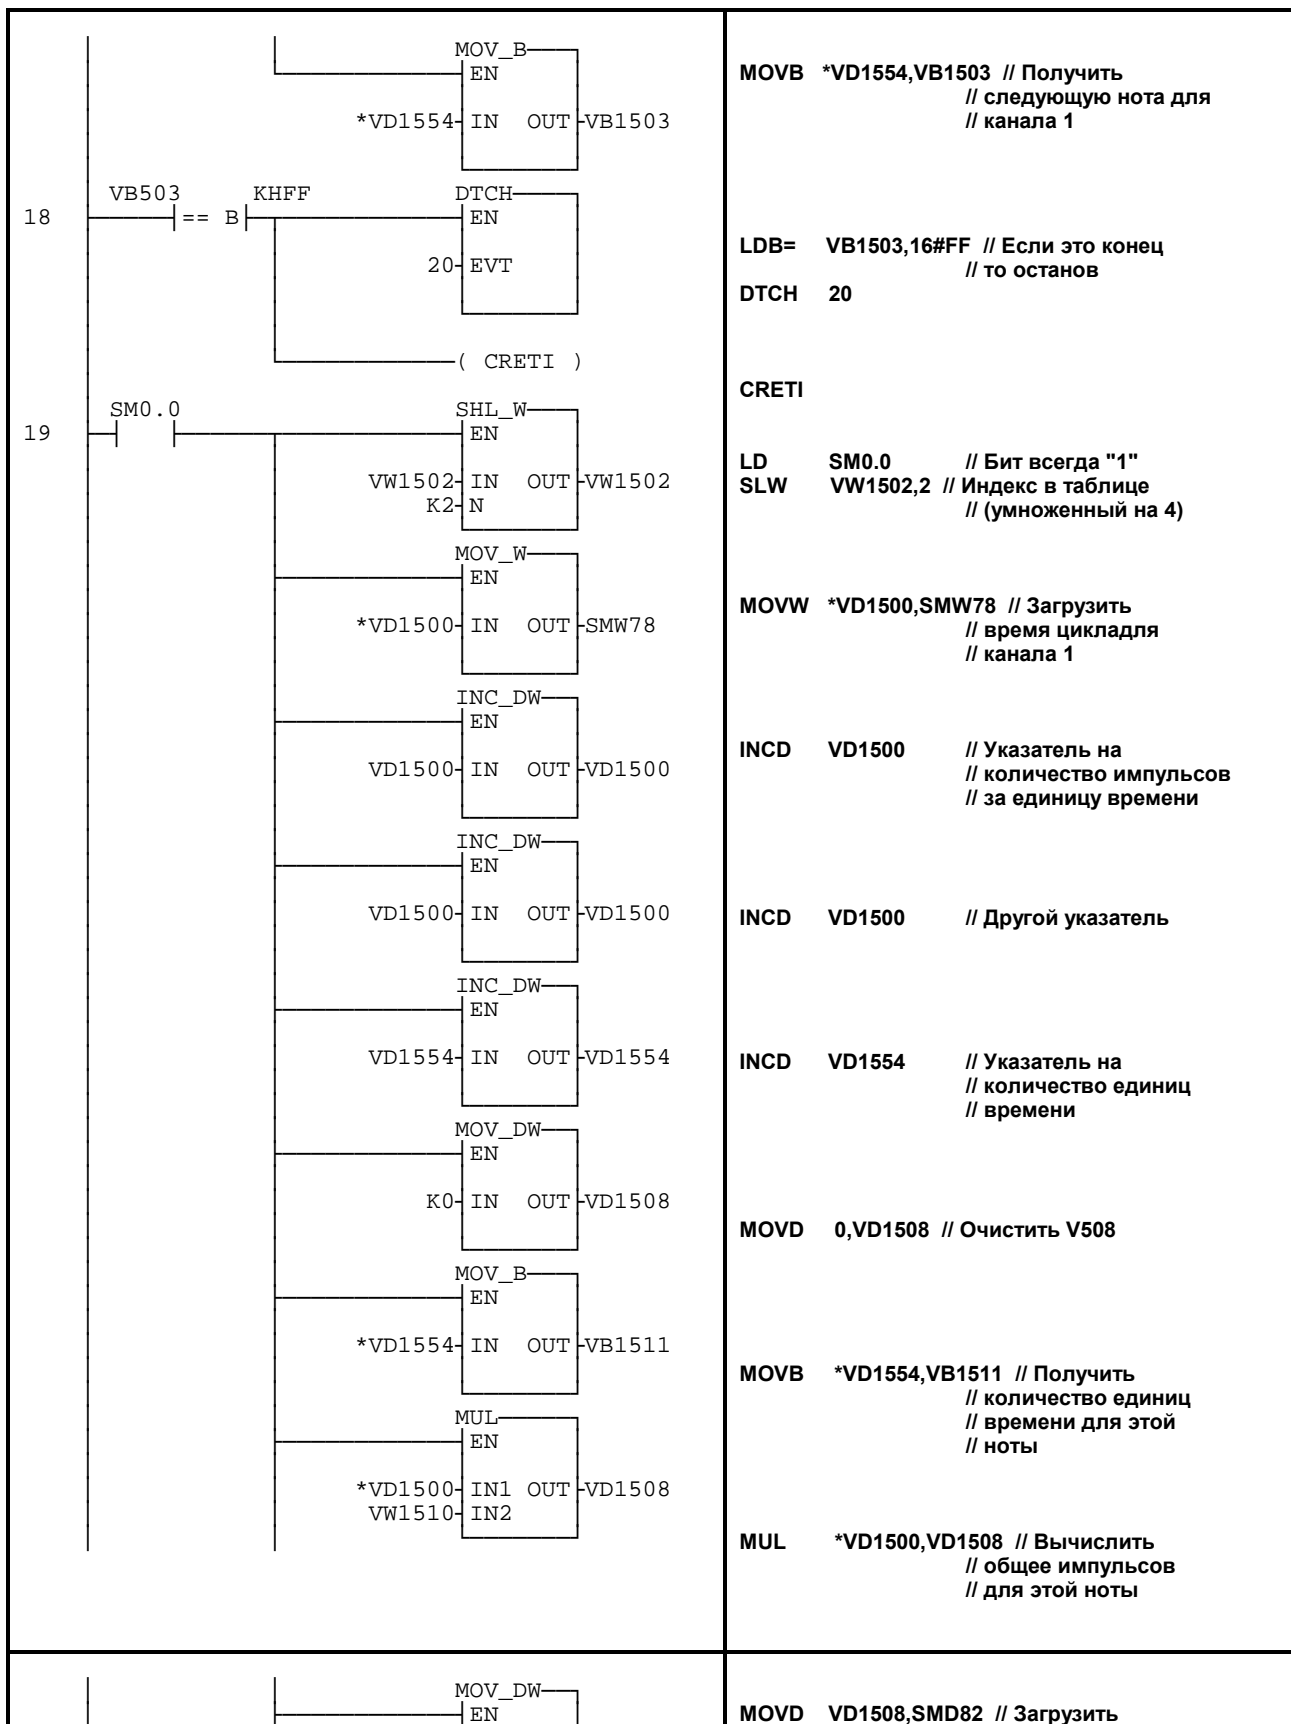 MOV_B
EN
*VD1554 IN OUT VB1503
VB503 KHFF DTCH
18 == B EN
20 EVT
( CRETI )
SM0.0 SHL_W
19 EN
VW1502 IN OUT VW1502
K2 N
MOV_W
EN
*VD1500 IN OUT SMW78
INC_DW
EN
VD1500 IN OUT VD1500
INC_DW
EN
VD1500 IN OUT VD1500
INC_DW
EN
VD1554 IN OUT VD1554
MOV_DW
EN
K0 IN OUT VD1508
MOV_B
EN
*VD1554 IN OUT VB1511
MUL
EN
*VD1500 IN1 OUT VD1508
VW1510 IN2
MOVB *VD1554,VB1503 // Получить
// следующую нота для
// канала 1
LDB= VB1503,16#FF // Если это конец
// то останов
DTCH 20
CRETI
LD SM0.0 // Бит всегда "1"
SLW VW1502,2 // Индекс в таблице
// (умноженный на 4)
MOVW *VD1500,SMW78 // Загрузить
// время цикладля
// канала 1
INCD VD1500 // Указатель на
// количество импульсов
// за единицу времени
INCD VD1500 // Другой указатель
INCD VD1554 // Указатель на
// количество единиц
// времени
MOVD 0,VD1508 // Очистить V508
MOVB *VD1554,VB1511 // Получить
// количество единиц
// времени для этой
// ноты
MUL *VD1500,VD1508 // Вычислить
// общее импульсов
// для этой ноты
MOV_DW
EN
MOVD VD1508,SMD82 // Загрузить